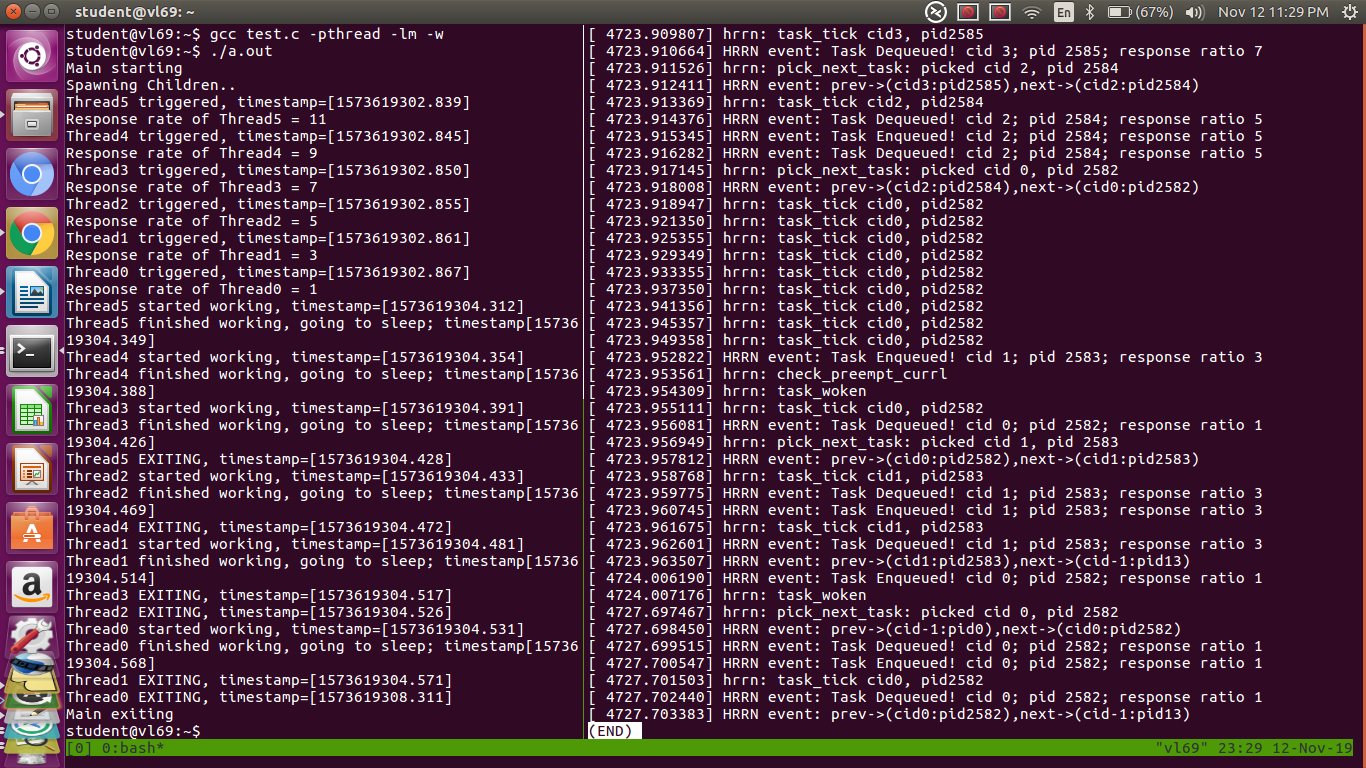 student@vl69: ~
En
(67%)
Nov 12 11:29 PM
student@vl69:~$ gcc test.c -pthread -lm -w
student@vl69:~$ ./a.out
Main starting
Spawning Children..
Thread5 triggered, timestamp=[1573619302.839]
Response rate of Thread5 = 11
Thread4 triggered, timestamp=[1573619302.845]
Response rate of Thread4 = 9
Thread3 triggered, timestamp=[1573619302.850]
Response rate of Thread3 = 7
Thread2 triggered, timestamp=[1573619302.855]
Response rate of Thread2 = 5
Thread1 triggered, timestamp=[1573619302.861]
Response rate of Thread1 = 3
Thread0 triggered, timestamp=[1573619302.867]
Response rate of Thread0 = 1
Thread5 started working, timestamp=[1573619304.312]
Thread5 finished working, going to sleep; timestamp[15736
19304.349]
Thread4 started working, timestamp=[1573619304.354]
Thread4 finished working, going to sleep; timestamp[15736
19304.388]
Thread3 started working, timestamp=[1573619304.391]
Thread3 finished working, going to sleep; timestamp[15736
19304.426]
Thread5 EXITING, timestamp=[1573619304.428]
Thread2 started working, timestamp=[1573619304.433]
Thread2 finished working, going to sleep; timestamp[15736
19304.469]
Thread4 EXITING, timestamp=[1573619304.472]
Thread1 started working, timestamp=[1573619304.481]
Thread1 finished working, going to sleep; timestamp[15736
19304.514]
Thread3 EXITING, timestamp=[1573619304.517]
Thread2 EXITING, timestamp=[1573619304.526]
Thread0 started working, timestamp=[1573619304.531]
Thread0 finished working, going to sleep; timestamp[15736
19304.568]
Thread1 EXITING, timestamp=[1573619304.571]
Thread0 EXITING, timestamp=[1573619308.311]
Main exiting
student@vl69:~$
[ 4723.909807] hrrn: task_tick cid3, pid2585
[ 4723.910664] HRRN event: Task Dequeued! cid 3; pid 2585; response ratio 7
[ 4723.911526] hrrn: pick_next_task: picked cid 2, pid 2584
[ 4723.912411] HRRN event: prev->(cid3:pid2585),next->(cid2:pid2584)
[ 4723.913369] hrrn: task_tick cid2, pid2584
[ 4723.914376] HRRN event: Task Dequeued! cid 2; pid 2584; response ratio 5
[ 4723.915345] HRRN event: Task Enqueued! cid 2; pid 2584; response ratio 5
[ 4723.916282] HRRN event: Task Dequeued! cid 2; pid 2584; response ratio 5
[ 4723.917145] hrrn: pick_next_task: picked cid 0, pid 2582
[ 4723.918008] HRRN event: prev->(cid2:pid2584),next->(cid0:pid2582)
[ 4723.918947] hrrn: task_tick cid0, pid2582
[ 4723.921350] hrrn: task_tick cid0, pid2582
[ 4723.925355] hrrn: task_tick cid0, pid2582
[ 4723.929349] hrrn: task_tick cid0, pid2582
[ 4723.933355] hrrn: task_tick cid0, pid2582
[ 4723.937350] hrrn: task_tick cid0, pid2582
[ 4723.941356] hrrn: task_tick cid0, pid2582
[ 4723.945357] hrrn: task_tick cid0, pid2582
[ 4723.949358] hrrn: task_tick cid0, pid2582
[ 4723.952822] HRRN event: Task Enqueued! cid 1; pid 2583; response ratio 3
[ 4723.953561] hrrn: check_preempt_currl
[ 4723.954309] hrrn: task_woken
[ 4723.955111] hrrn: task_tick cid0, pid2582
[ 4723.956081] HRRN event: Task Dequeued! cid 0; pid 2582; response ratio 1
[ 4723.956949] hrrn: pick_next_task: picked cid 1, pid 2583
[ 4723.957812] HRRN event: prev->(cid0:pid2582),next->(cid1:pid2583)
[ 4723.958768] hrrn: task_tick cid1, pid2583
[ 4723.959775] HRRN event: Task Dequeued! cid 1; pid 2583; response ratio 3
[ 4723.960745] HRRN event: Task Enqueued! cid 1; pid 2583; response ratio 3
[ 4723.961675] hrrn: task_tick cid1, pid2583
[ 4723.962601] HRRN event: Task Dequeued! cid 1; pid 2583; response ratio 3
[ 4723.963507] HRRN event: prev->(cid1:pid2583),next->(cid-1:pid13)
[ 4724.006190] HRRN event: Task Enqueued! cid 0; pid 2582; response ratio 1
[ 4724.007176] hrrn: task_woken
[ 4727.697467] hrrn: pick_next_task: picked cid 0, pid 2582
[ 4727.698450] HRRN event: prev->(cid-1:pid0),next->(cid0:pid2582)
[ 4727.699515] HRRN event: Task Dequeued! cid 0; pid 2582; response ratio 1
[ 4727.700547] HRRN event: Task Enqueued! cid 0; pid 2582; response ratio 1
[ 4727.701503] hrrn: task_tick cid0, pid2582
[ 4727.702440] HRRN event: Task Dequeued! cid 0; pid 2582; response ratio 1
[ 4727.703383] HRRN event: prev->(cid0:pid2582),next->(cid-1:pid13)
(END)
[0] 0:bash*
"vl69" 23:29 12-Nov-19